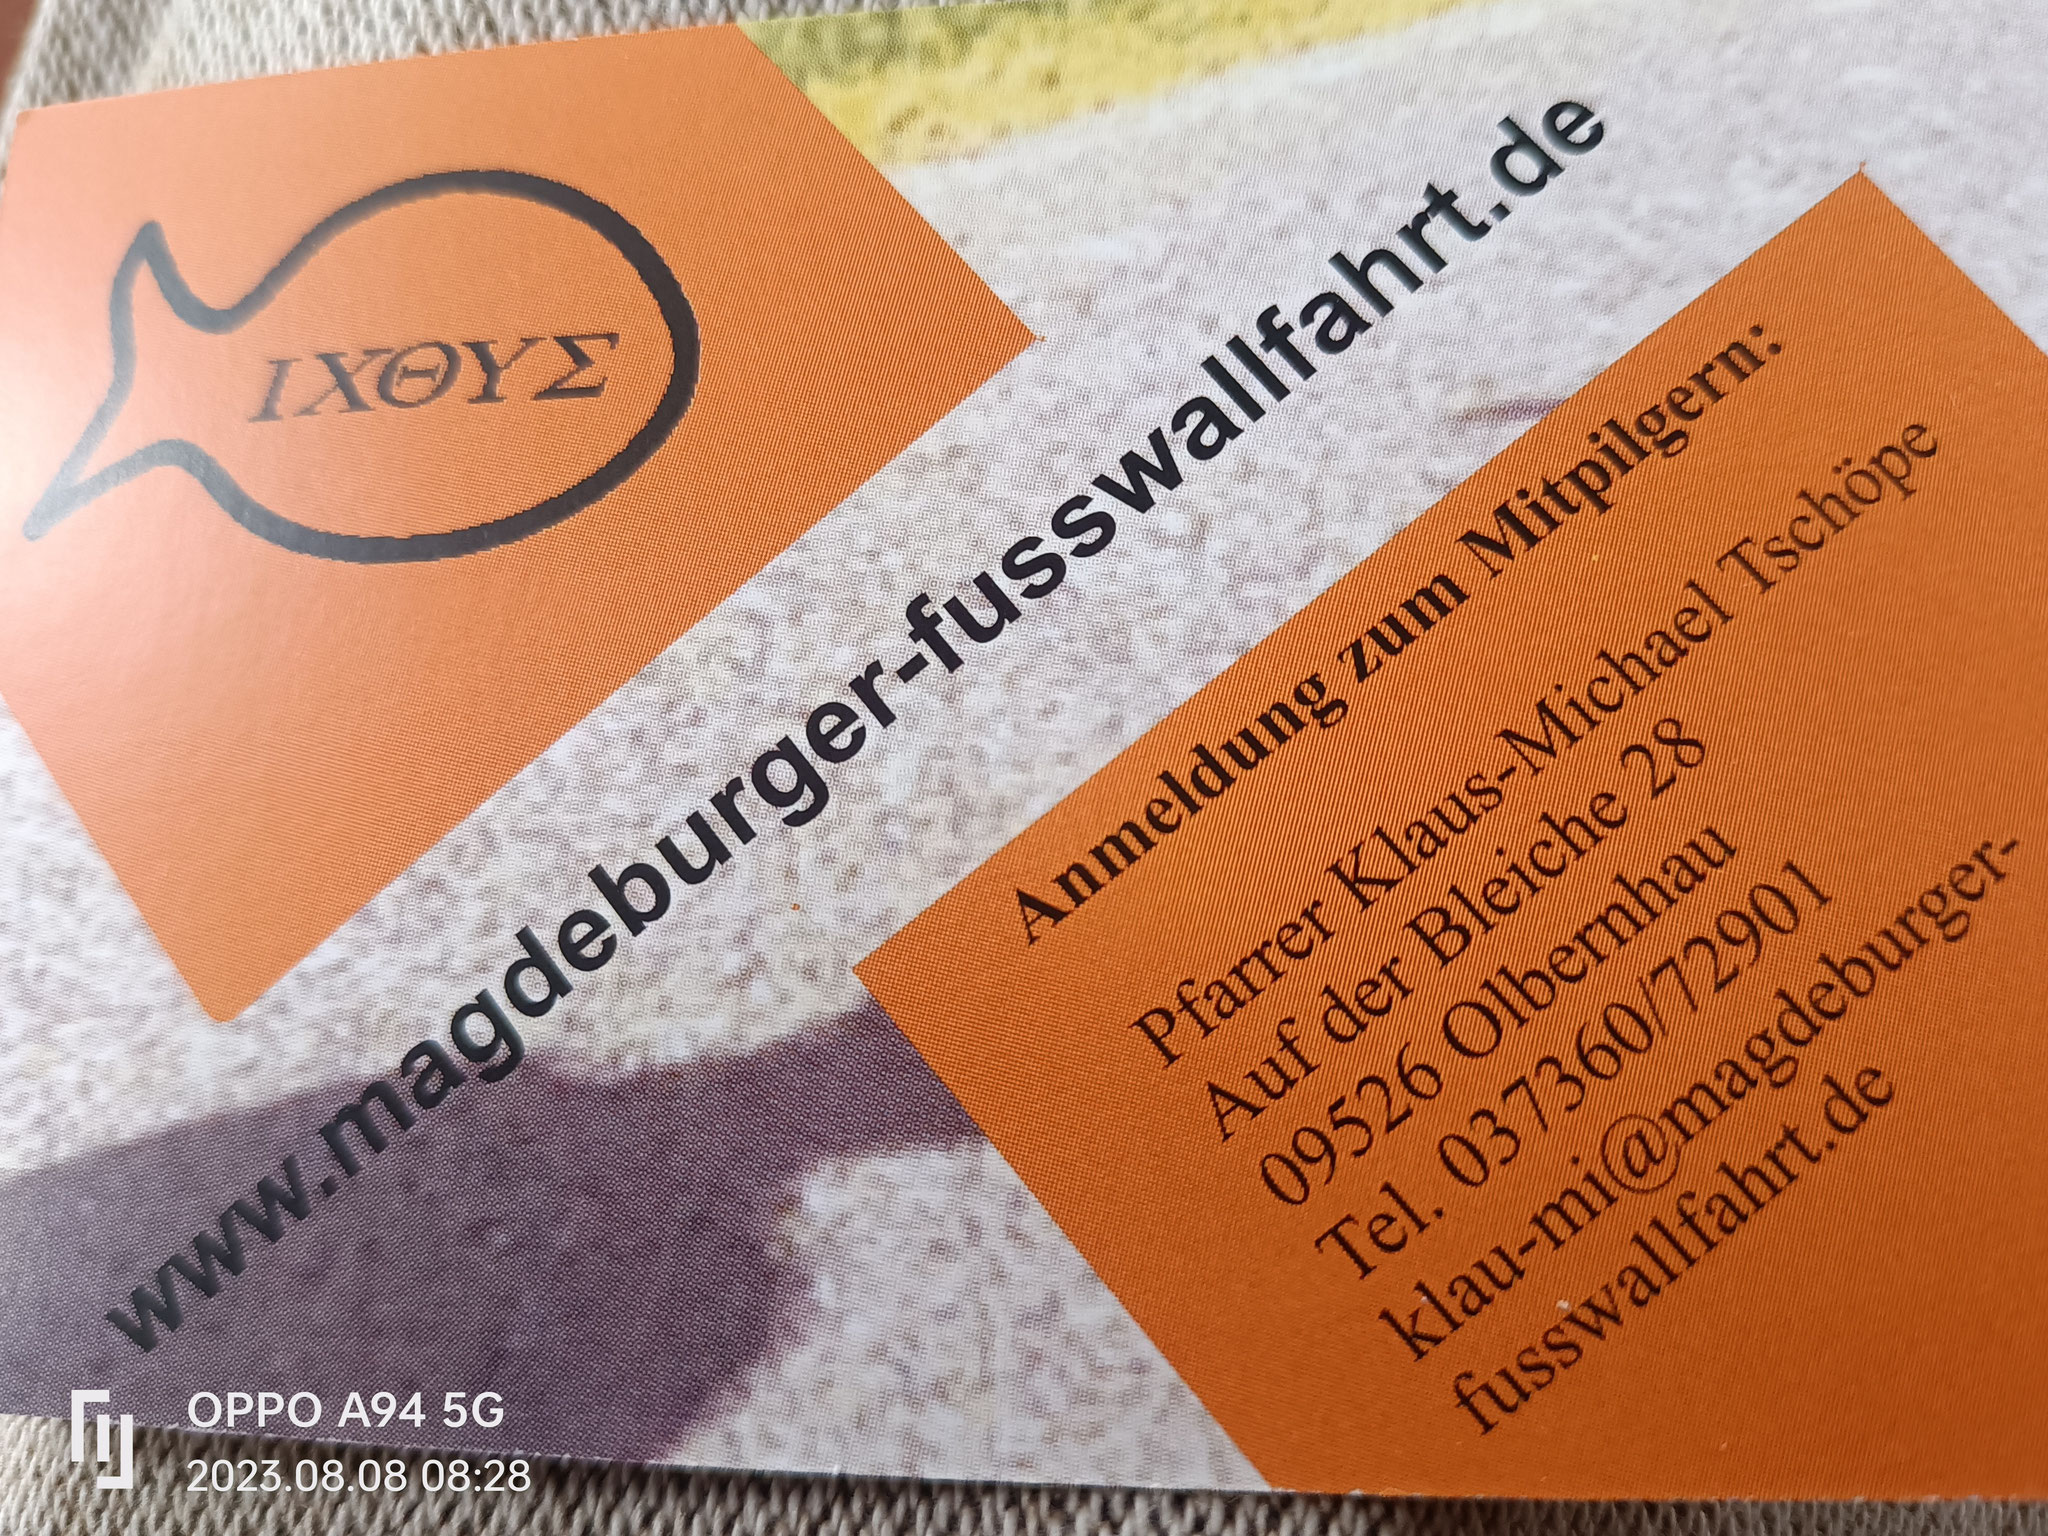 ΙΧΘΥΣ
www.magdeburger-fusswallfahrt.de
Anmeldung zum Mitpilgern:
Pfarrer Klaus-Michael Tschöpe
Auf der Bleiche 28
09526 Olbernhau
Tel. 037360/72901
klau-mi@magdeburger-
fusswallfahrt.de
OPPO A94 5G
2023.08.08 08:28